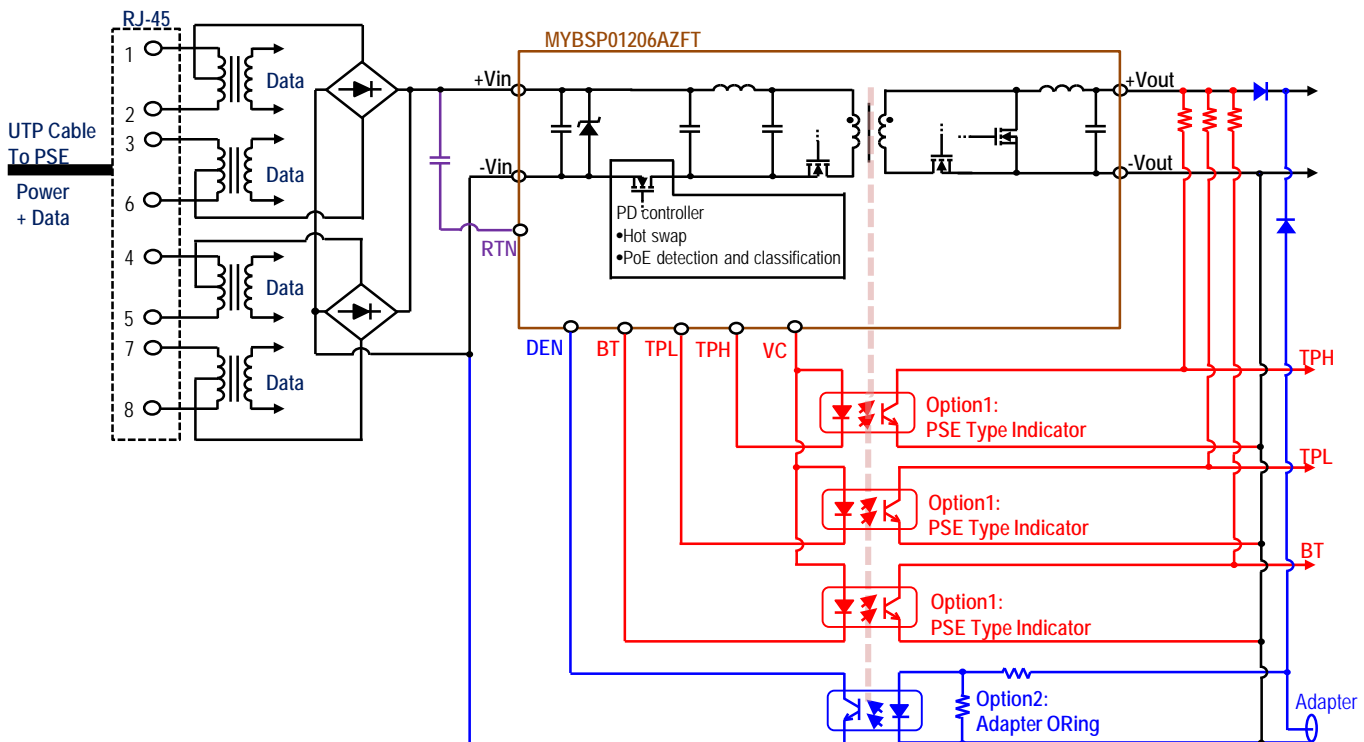 RJ-45
MYBSP01206AZFT
1
2
3
6
4
5
7
8
Data
Data
Data
Data
UTP Cable
To PSE
Power
+ Data
+Vin
-Vin
RTN
+Vout
-Vout
PD controller
•Hot swap
•PoE detection and classification
DEN
BT
TPL
TPH
VC
TPH
Option1:
PSE Type Indicator
TPL
Option1:
PSE Type Indicator
BT
Option1:
PSE Type Indicator
Option2:
Adapter ORing
Adapter